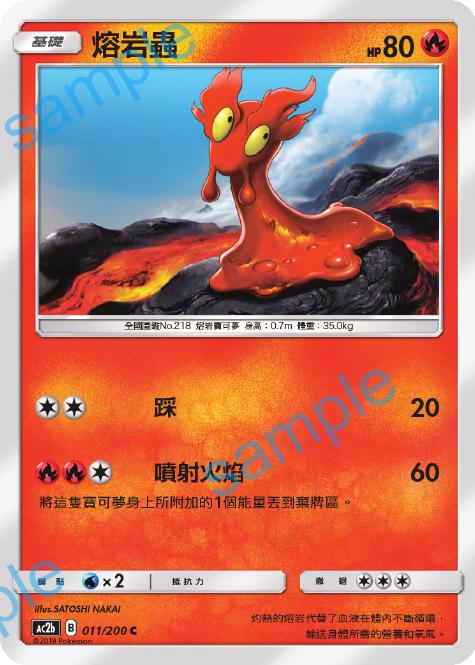 基礎 熔岩蟲 HP 80
sample
全國圖鑑No.218 熔岩寶可夢 身高：0.7m 體重：35.0kg
踩 20
sample
噴射火焰 60
將這隻寶可夢身上所附加的1個能量丟到棄牌區。
弱點 ×2 抵抗力 撤退
Illus.SATOSHI NAKAI
灼熱的熔岩代替了血液在體內不斷循環，
輸送身體所需的營養和氧氣。
AC2b B 011/200 C
©2019 Pokémon